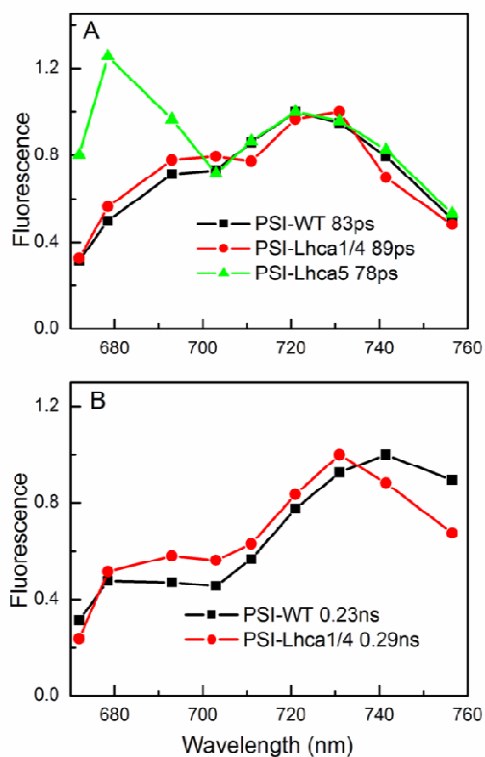 A
1.2
0.8
0.4
0.0
Fluorescence
PSI-WT 83ps
PSI-Lhca1/4 89ps
PSI-Lhca5 78ps
680 700 720 740 760
B
1.2
0.8
0.4
0.0
Fluorescence
PSI-WT 0.23ns
PSI-Lhca1/4 0.29ns
680 700 720 740 760
Wavelength (nm)